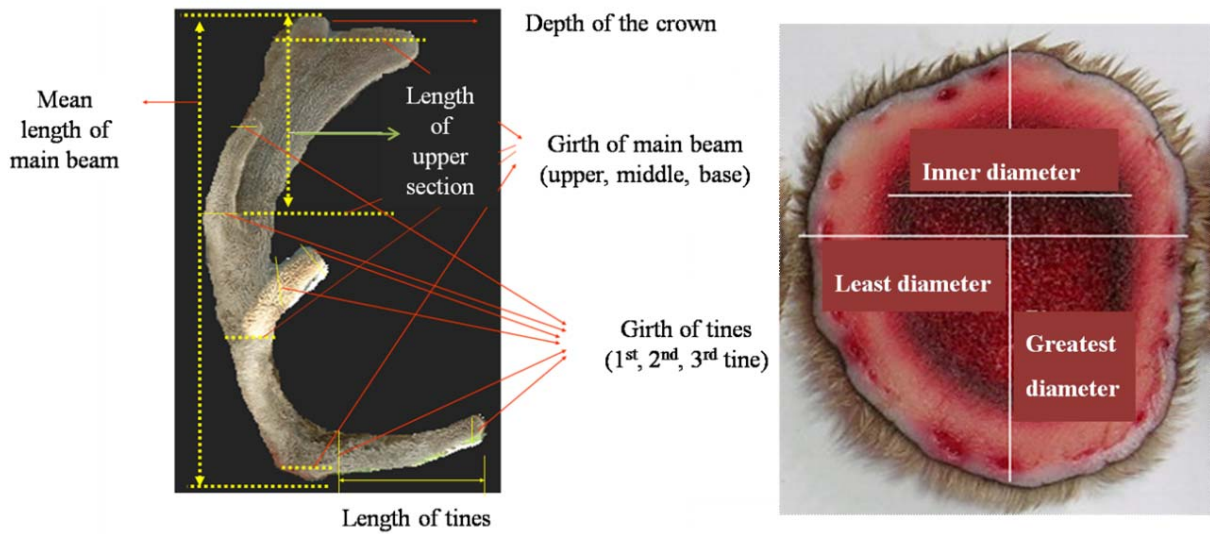 Depth of the crown
Mean
length of
main beam
Length
of
upper
section
Girth of main beam
(upper, middle, base)
Girth of tines
(1st, 2nd, 3rd tine)
Length of tines
Inner diameter
Least diameter
Greatest
diameter